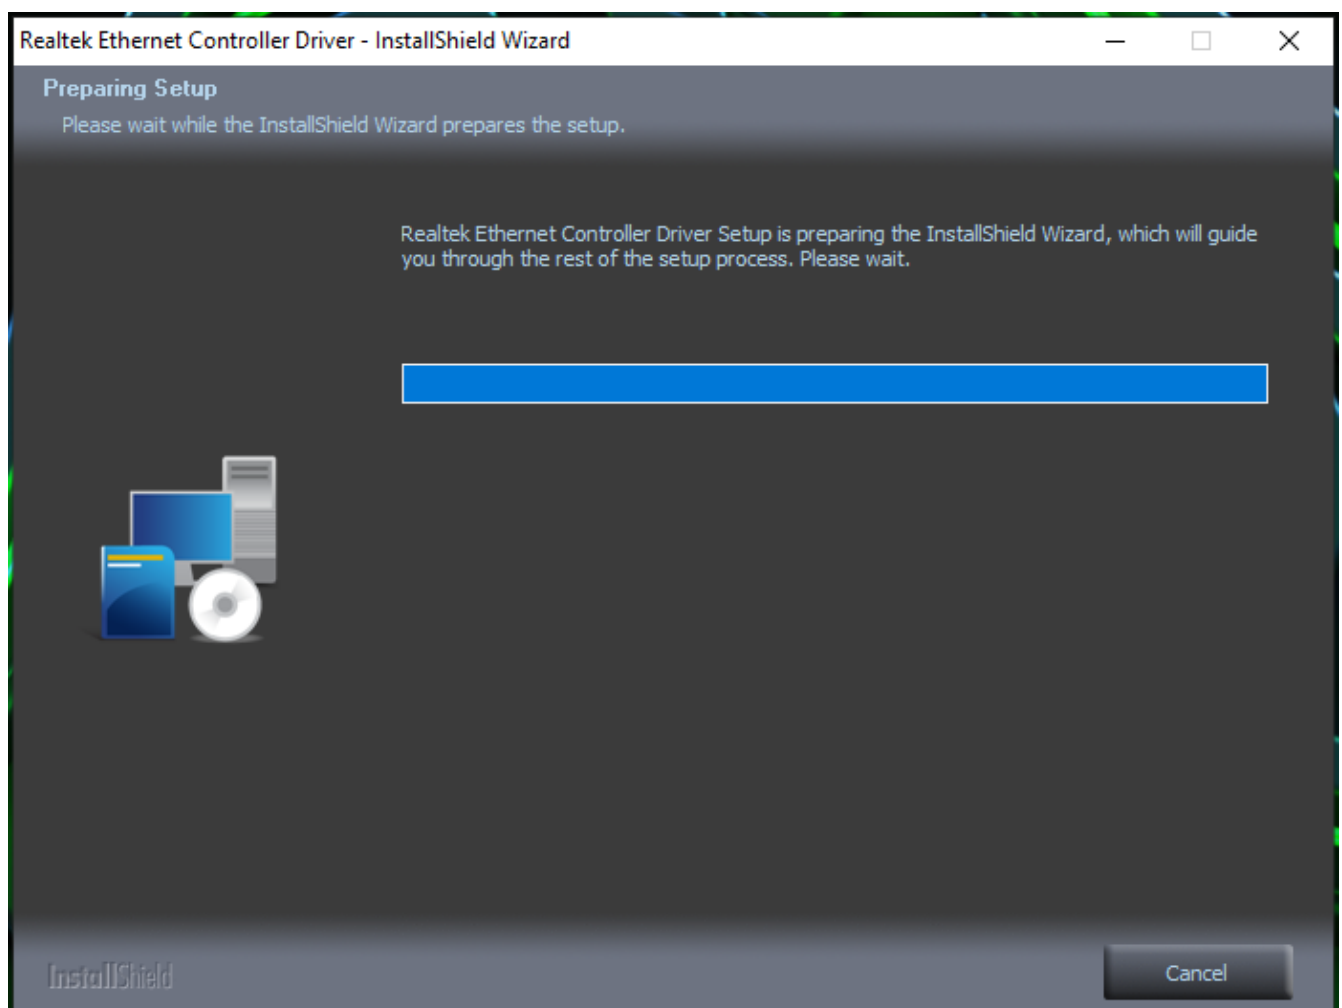 Realtek Ethernet Controller Driver - InstallShield Wizard
Preparing Setup
Please wait while the InstallShield Wizard prepares the setup.
Realtek Ethernet Controller Driver Setup is preparing the InstallShield Wizard, which will guide
you through the rest of the setup process. Please wait.
InstallShield
Cancel